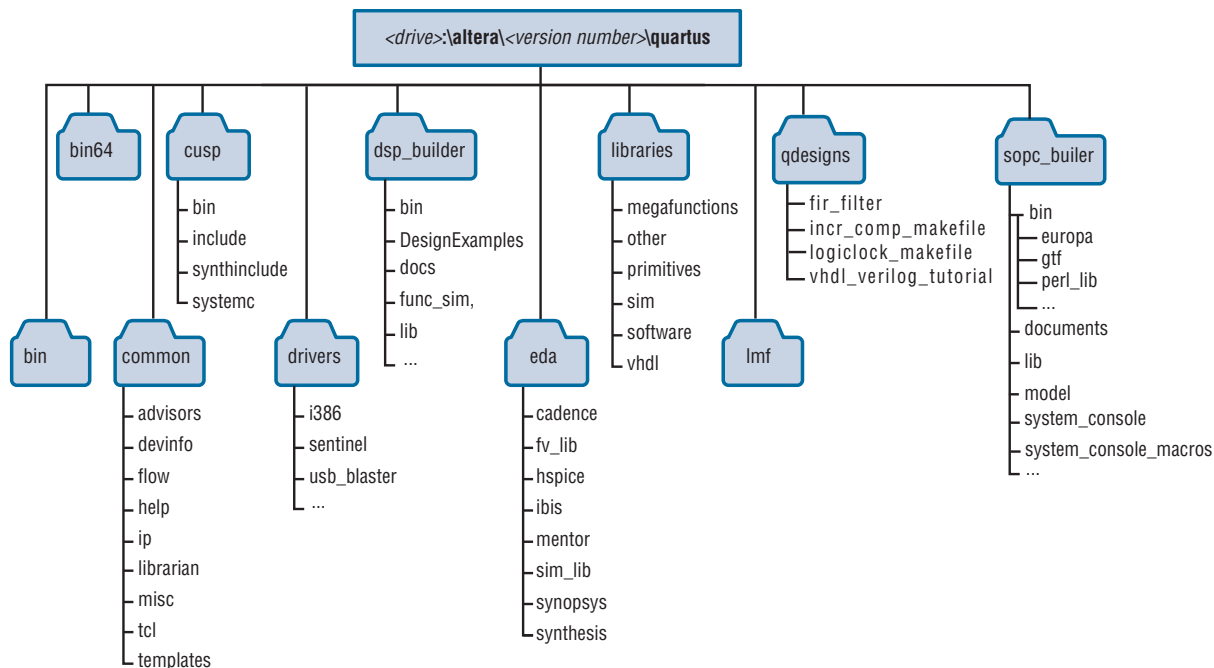 <drive>:\altera\<version number>\quartus
bin64
cusp
bin
include
synthinclude
systemc
dsp_builder
bin
DesignExamples
docs
func_sim,
lib
...
libraries
megafunctions
other
primitives
sim
software
vhdl
qdesigns
fir_filter
incr_comp_makefile
logiclock_makefile
vhdl_verilog_tutorial
sopc_builer
bin
europa
gtf
perl_lib
...
documents
lib
model
system_console
system_console_macros
...
bin
common
advisors
devinfo
flow
help
ip
librarian
misc
tcl
templates
drivers
i386
sentinel
usb_blaster
...
eda
cadence
fv_lib
hspice
ibis
mentor
sim_lib
synopsys
synthesis
lmf